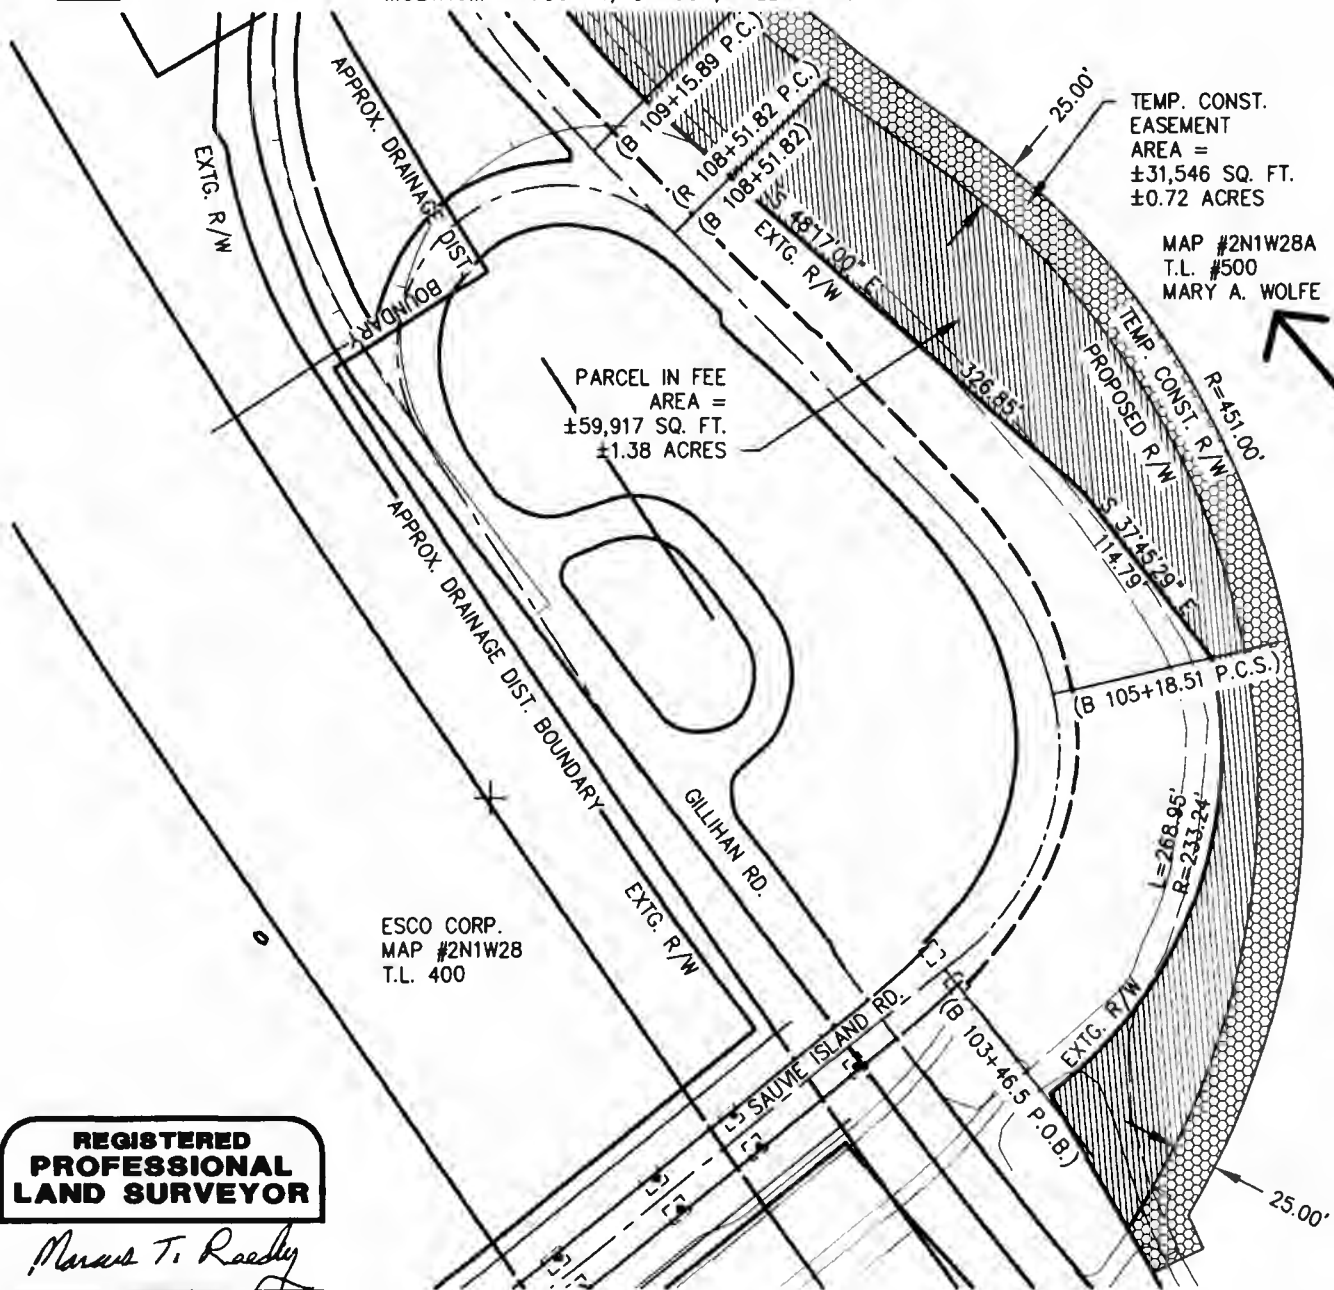 (B 109+15.89 P.C.)
(R 108+51.82 P.C.)
(B 108+51.82)
25.00'
TEMP. CONST.
EASEMENT
AREA =
±31,546 SQ. FT.
±0.72 ACRES
MAP #2N1W28A
T.L. #500
MARY A. WOLFE
APPROX. DRAINAGE DIST.
BOUNDARY
EXTG. R/W
S 48°17'00" E
326.85'
EXTG. R/W
TEMP. CONST. R/W
PROPOSED R/W
R=451.00'
PARCEL IN FEE
AREA =
±59,917 SQ. FT.
±1.38 ACRES
S 37°45'29" E
114.79'
(B 105+18.51 P.C.S.)
APPROX. DRAINAGE DIST. BOUNDARY
GILLIHAN RD.
L=268.95'
R=233.24'
EXTG. R/W
ESCO CORP.
MAP #2N1W28
T.L. 400
SAUVIE ISLAND RD.
(B 103+46.5 P.O.B.)
EXTG. R/W
25.00'
REGISTERED
PROFESSIONAL
LAND SURVEYOR
Marcus T. Reedy